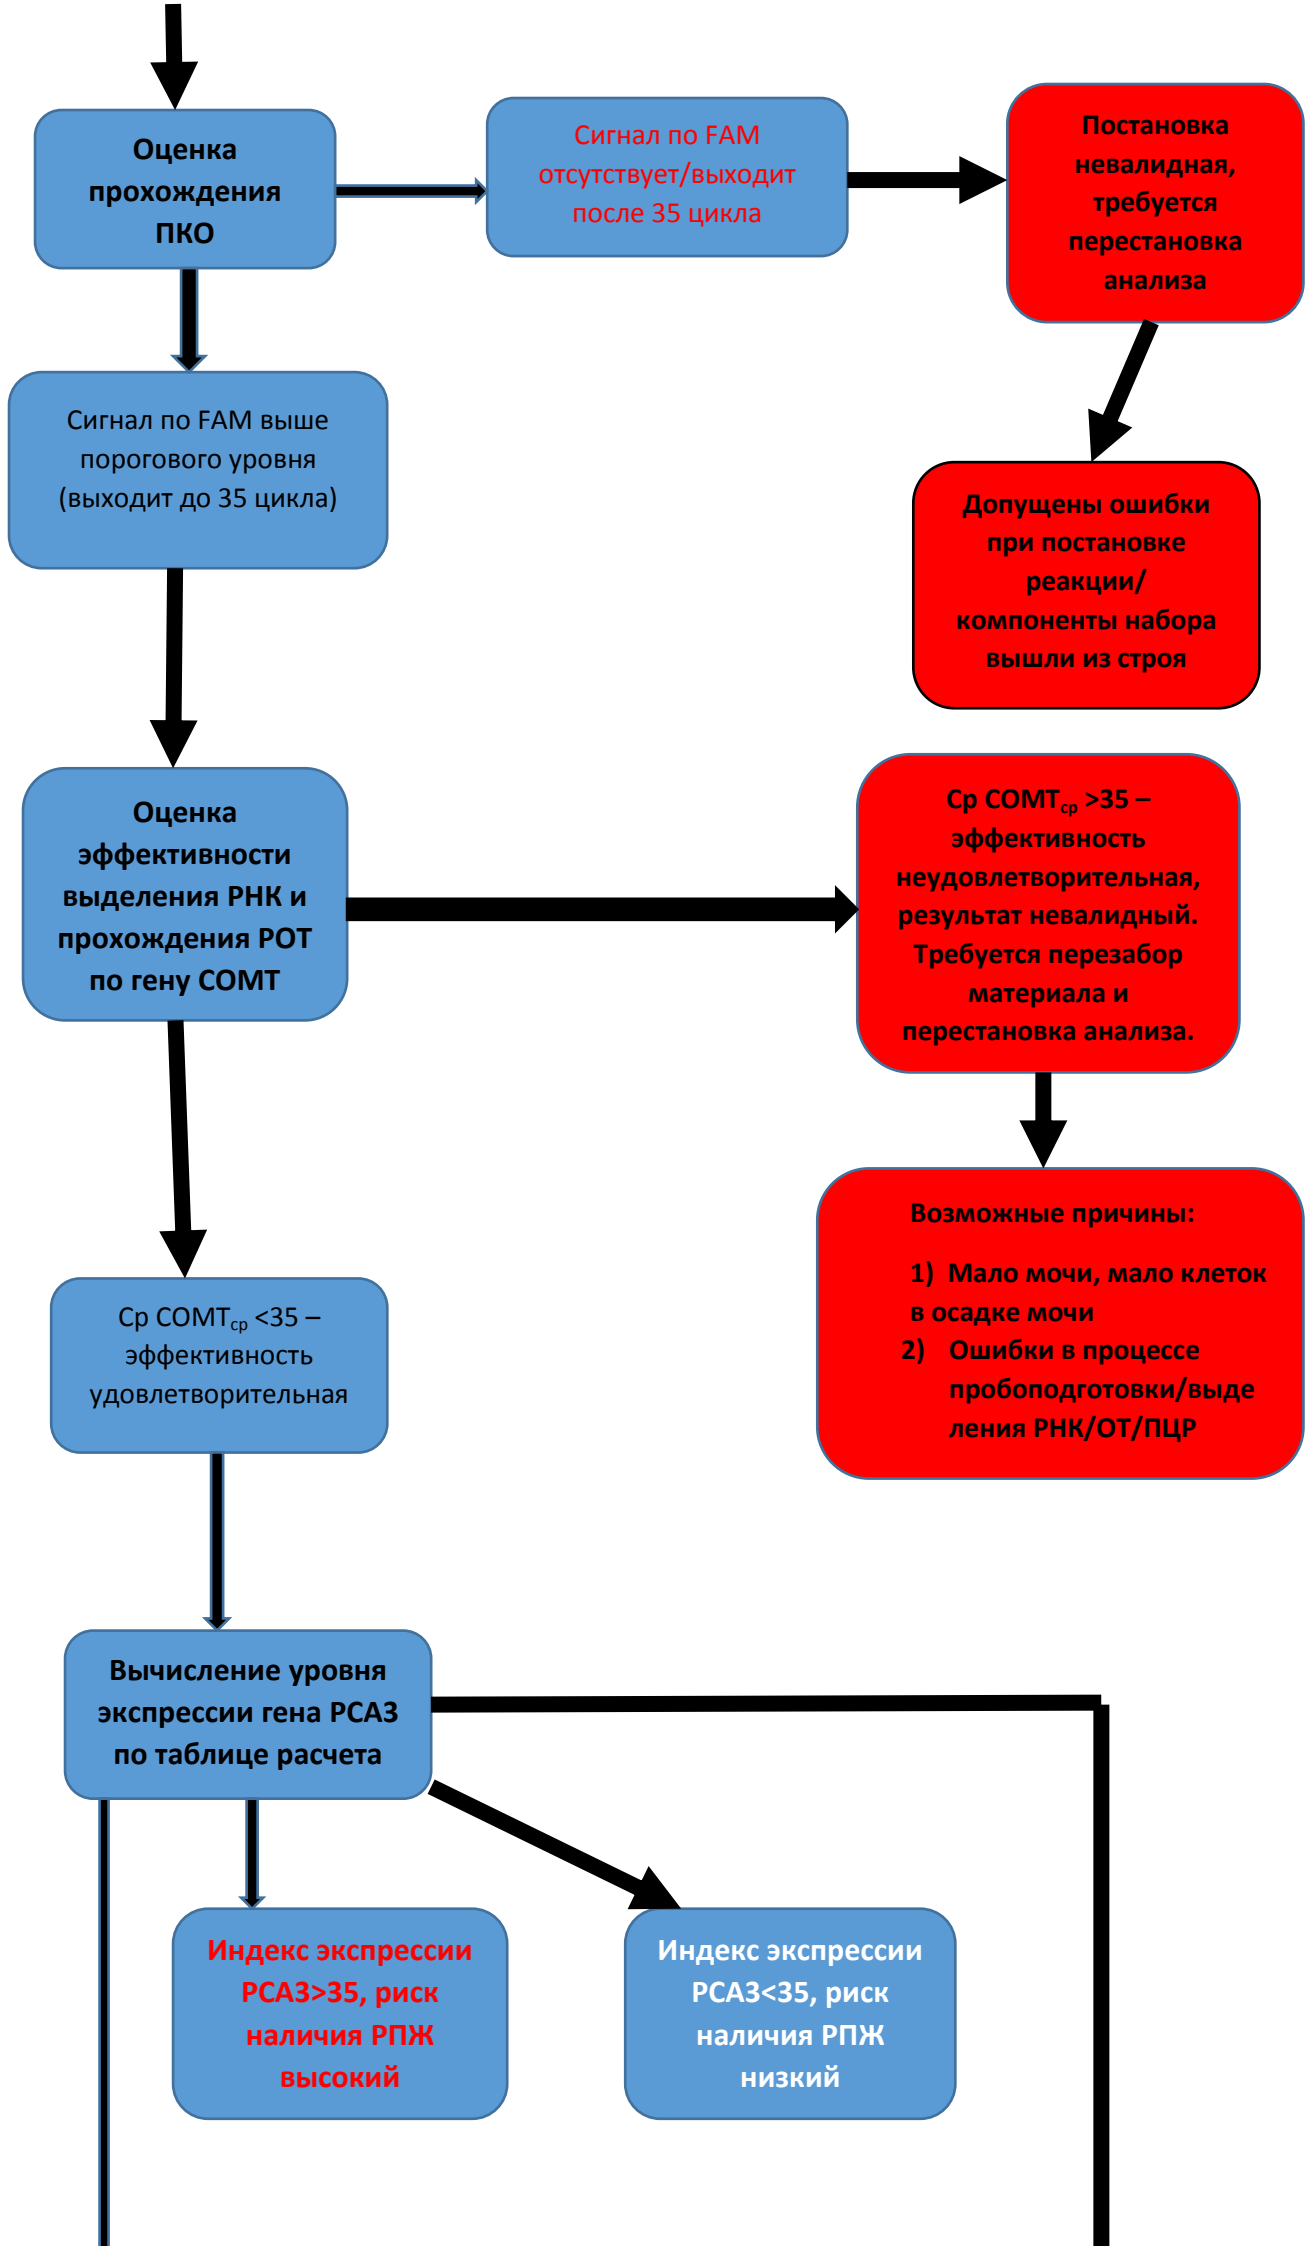 Оценка
прохождения
ПКО
Сигнал по FAM
отсутствует/выходит
после 35 цикла
Постановка
невалидная,
требуется
перестановка
анализа
Сигнал по FAM выше
порогового уровня
(выходит до 35 цикла)
Допущены ошибки
при постановке
реакции/
компоненты набора
вышли из строя
Оценка
эффективности
выделения РНК и
прохождения РОТ
по гену COMT
Ср COMTср >35 –
эффективность
неудовлетворительная,
результат невалидный.
Требуется перезабор
материала и
перестановка анализа.
Возможные причины:
1) Мало мочи, мало клеток
в осадке мочи
2) Ошибки в процессе
пробоподготовки/выде
ления РНК/ОТ/ПЦР
Ср COMTср <35 –
эффективность
удовлетворительная
Вычисление уровня
экспрессии гена PCA3
по таблице расчета
Индекс экспрессии
PCA3>35, риск
наличия РПЖ
высокий
Индекс экспрессии
PCA3<35, риск
наличия РПЖ
низкий